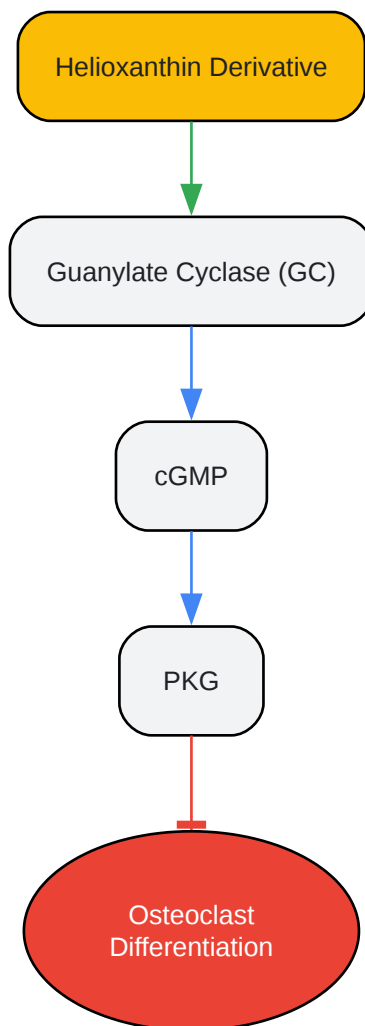 Helioxanthin Derivative
Guanylate Cyclase (GC)
cGMP
PKG
Osteoclast
Differentiation